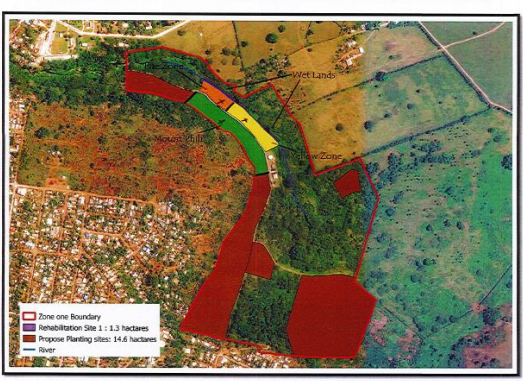 Wet Lands
Yellow Zone
Zone one Boundary
Rehabilitation Site 1 : 1.3 hactares
Propose Planting sites: 14.6 hactares
River